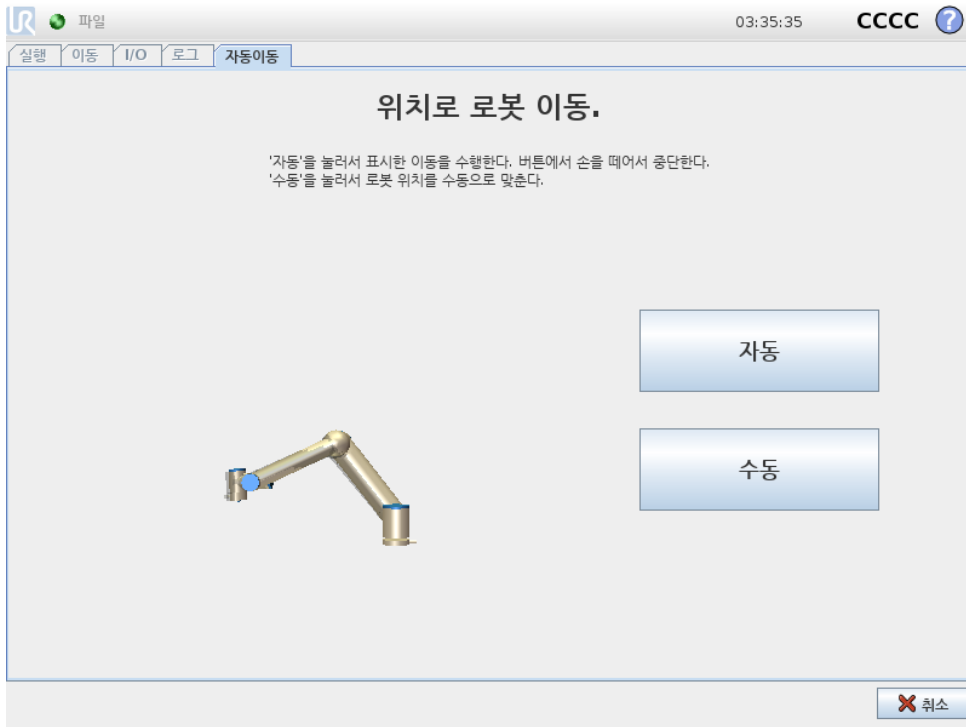 UR
파일
03:35:35
CCCC
?
실행
이동
I/O
로그
자동이동
위치로 로봇 이동.
'자동'을 눌러서 표시한 이동을 수행한다. 버튼에서 손을 떼어서 중단한다.
'수동'을 눌러서 로봇 위치를 수동으로 맞춘다.
자동
수동
취소